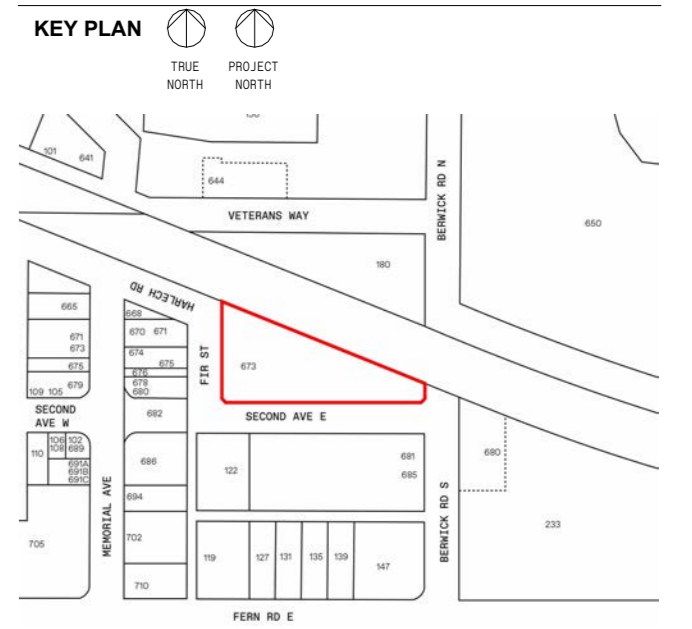 KEY PLAN
TRUE NORTH
PROJECT NORTH
101
641
644
VETERANS WAY
BERWICK RD N
650
180
HARLECH RD
665
671
673
675
109 105 679
SECOND AVE W
668
670 671
674
675
676
678
680
682
FIR ST
673
SECOND AVE E
110
106 102
108 689
691A
691B
691C
686
694
702
710
705
MEMORIAL AVE
122
681
685
680
BERWICK RD S
233
119
127
131
135
139
147
FERN RD E